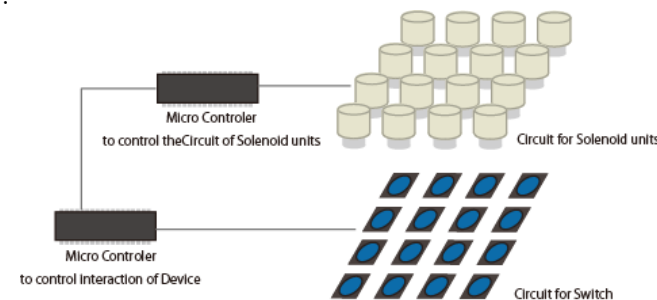 Micro Controler
to control theCircuit of Solenoid units
Circuit for Solenoid units
Micro Controler
to control Interaction of Device
Circuit for Switch